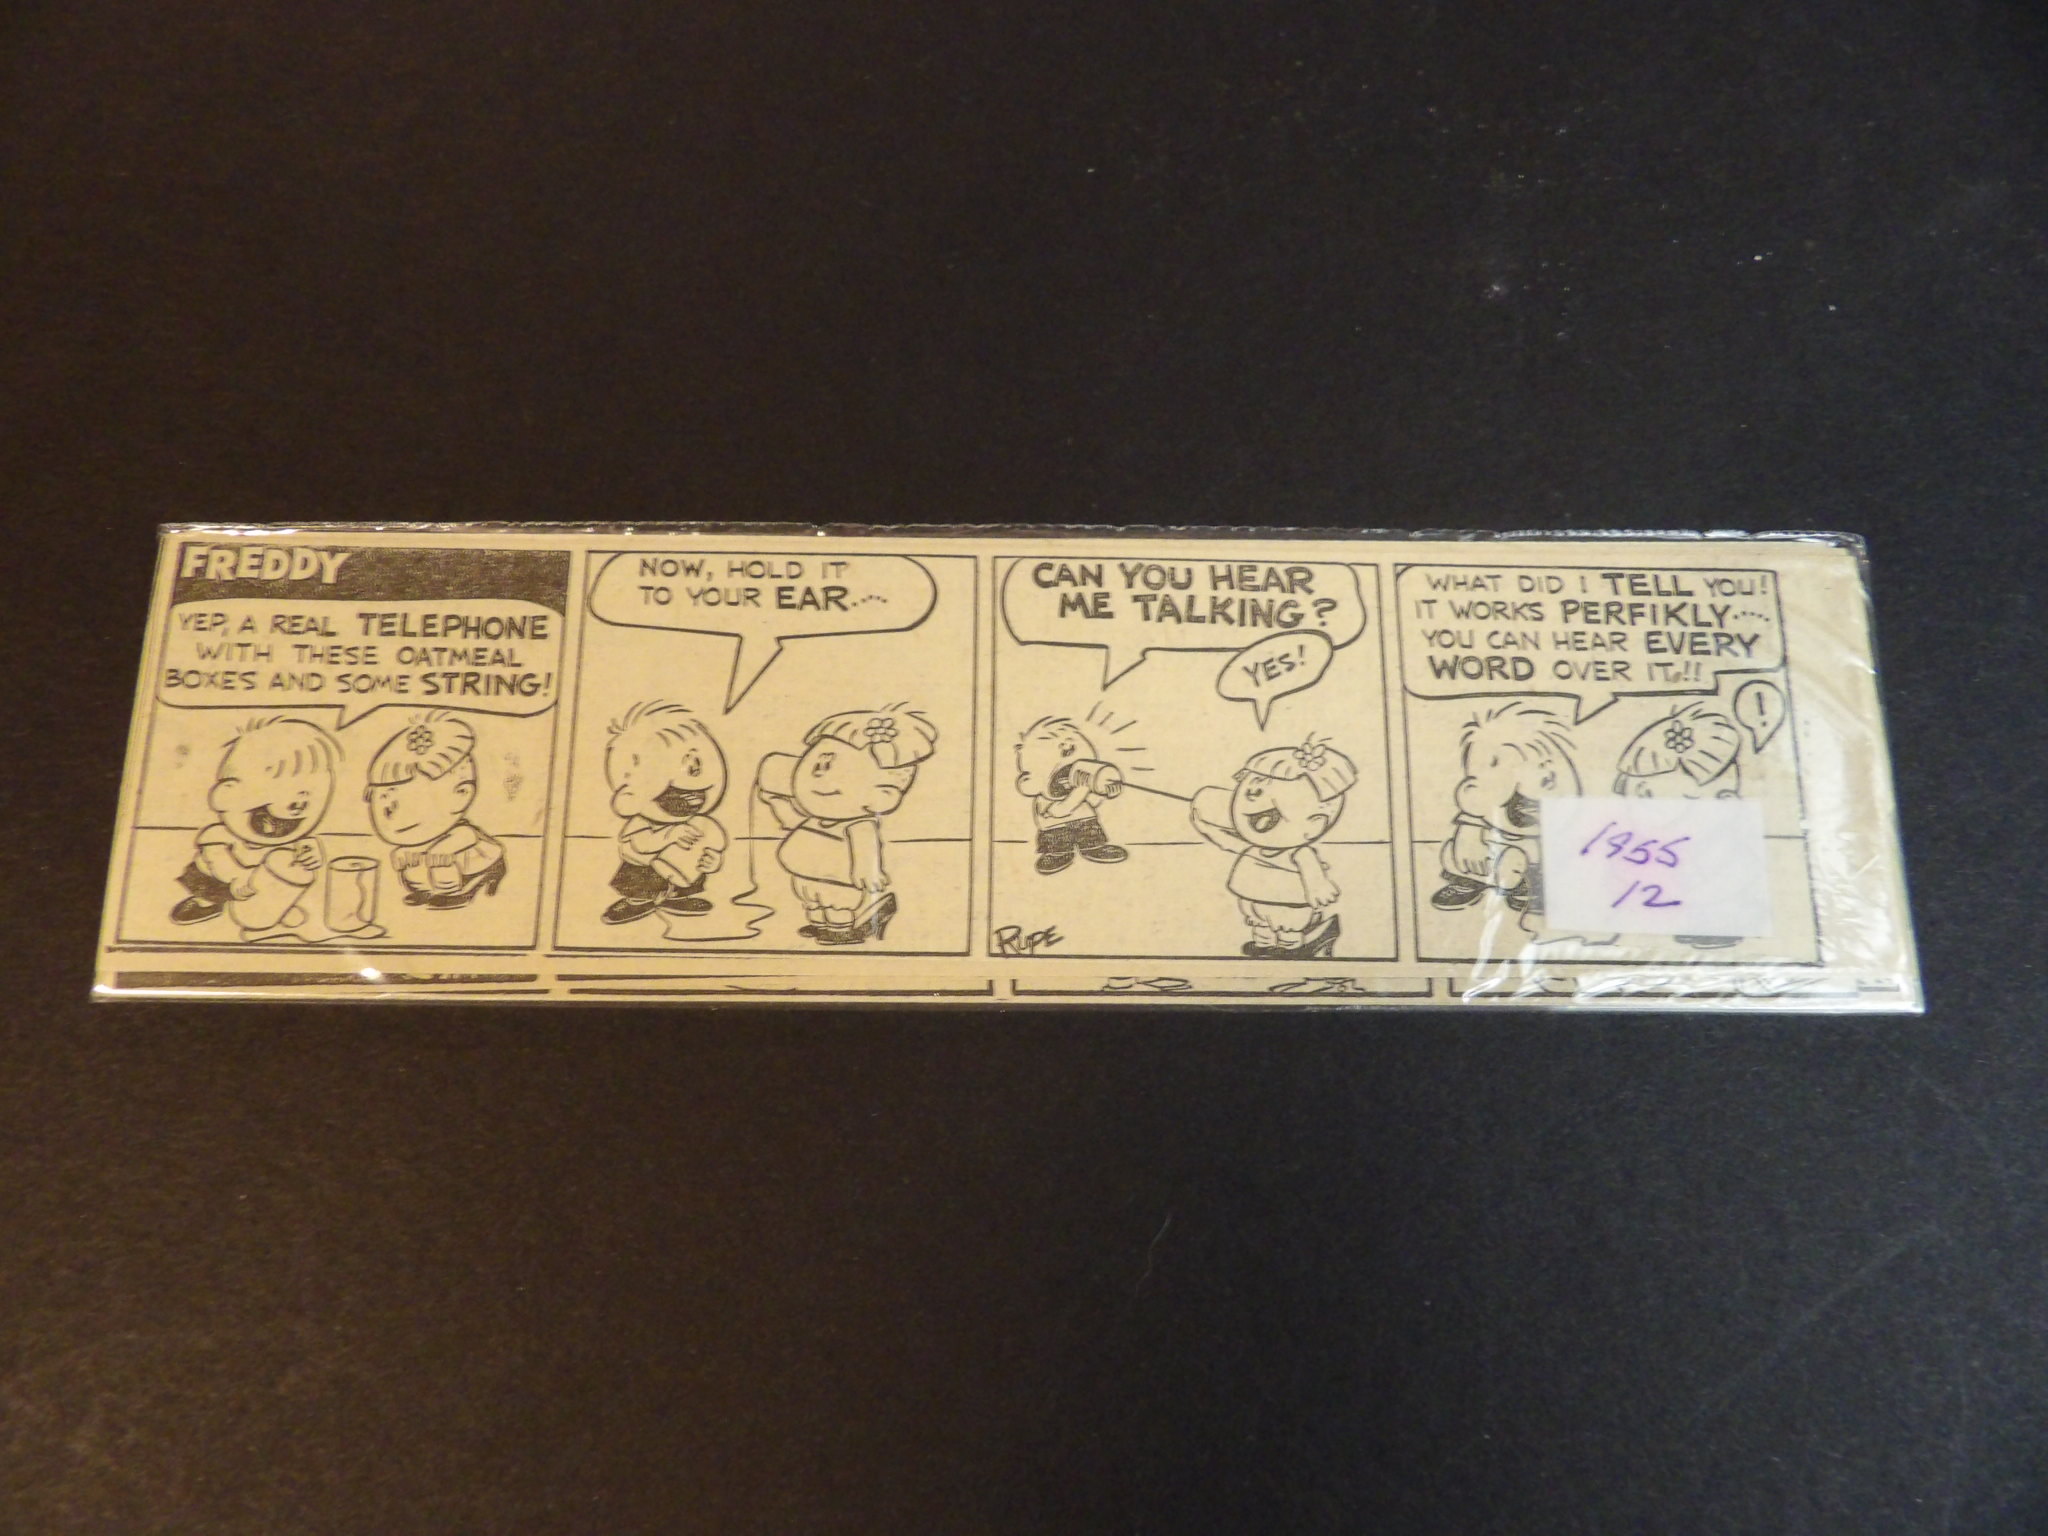 FREDDY
YEP, A REAL TELEPHONE
WITH THESE OATMEAL
BOXES AND SOME STRING!
NOW, HOLD IT
TO YOUR EAR.....
CAN YOU HEAR
ME TALKING?
YES!
RUPE
WHAT DID I TELL YOU!
IT WORKS PERFIKLY.....
YOU CAN HEAR EVERY
WORD OVER IT.!!
!
1955
12